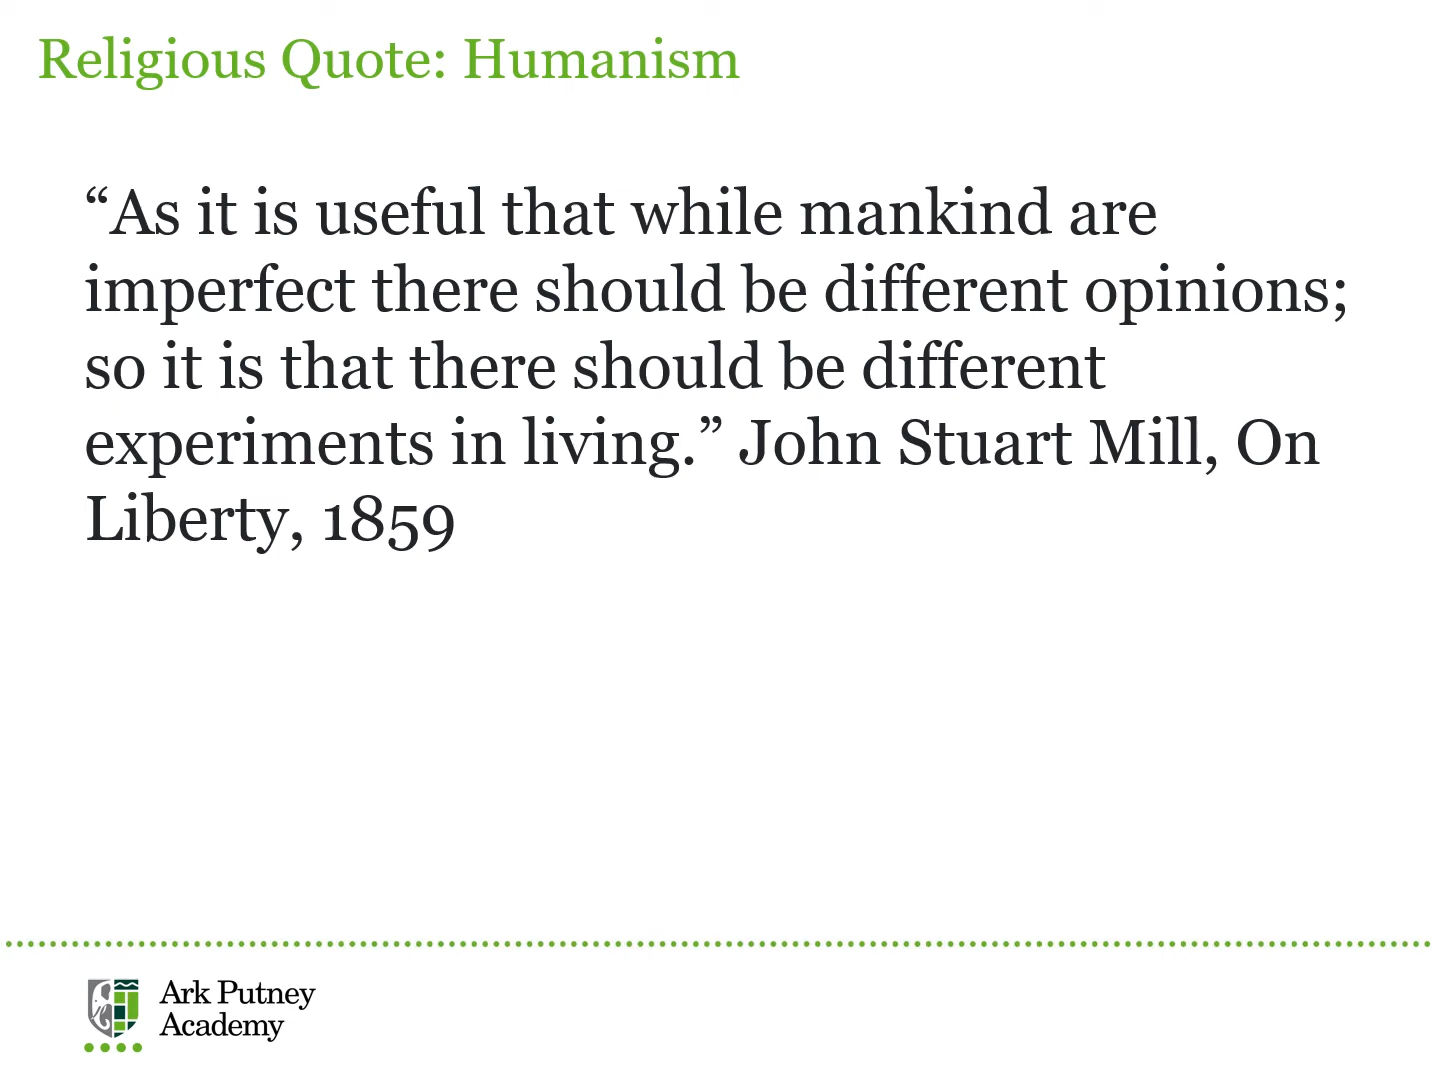 Religious Quote: Humanism
“As it is useful that while mankind are
imperfect there should be different opinions;
so it is that there should be different
experiments in living.” John Stuart Mill, On
Liberty, 1859
Ark Putney
Academy